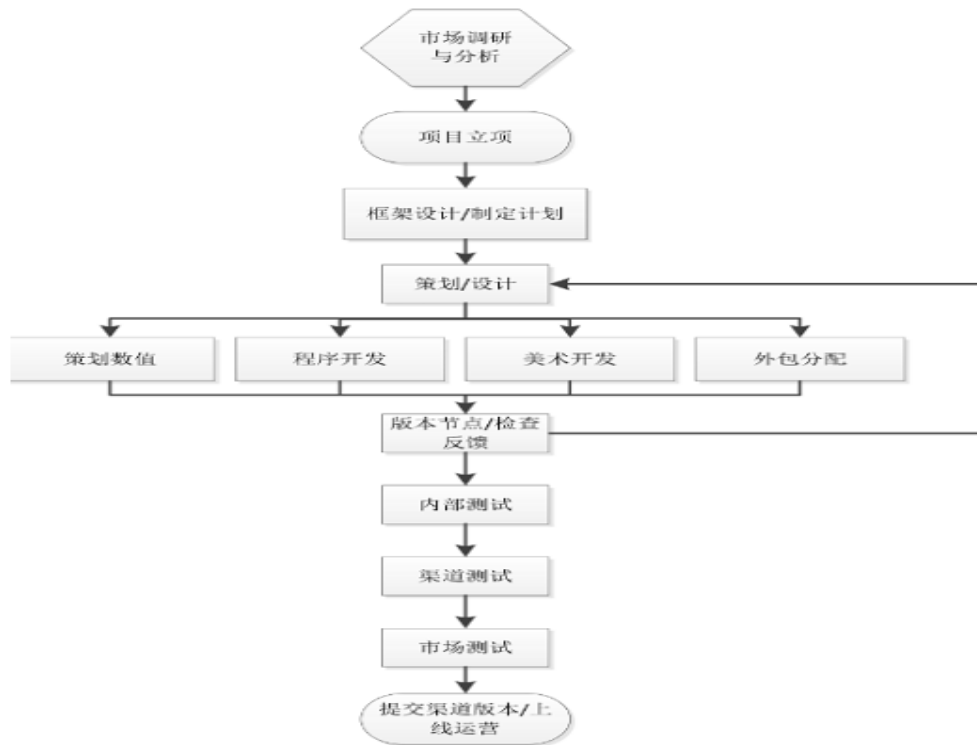 市场调研
与分析
项目立项
框架设计/制定计划
策划/设计
策划数值
程序开发
美术开发
外包分配
版本节点/检查
反馈
内部测试
渠道测试
市场测试
提交渠道版本/上
线运营